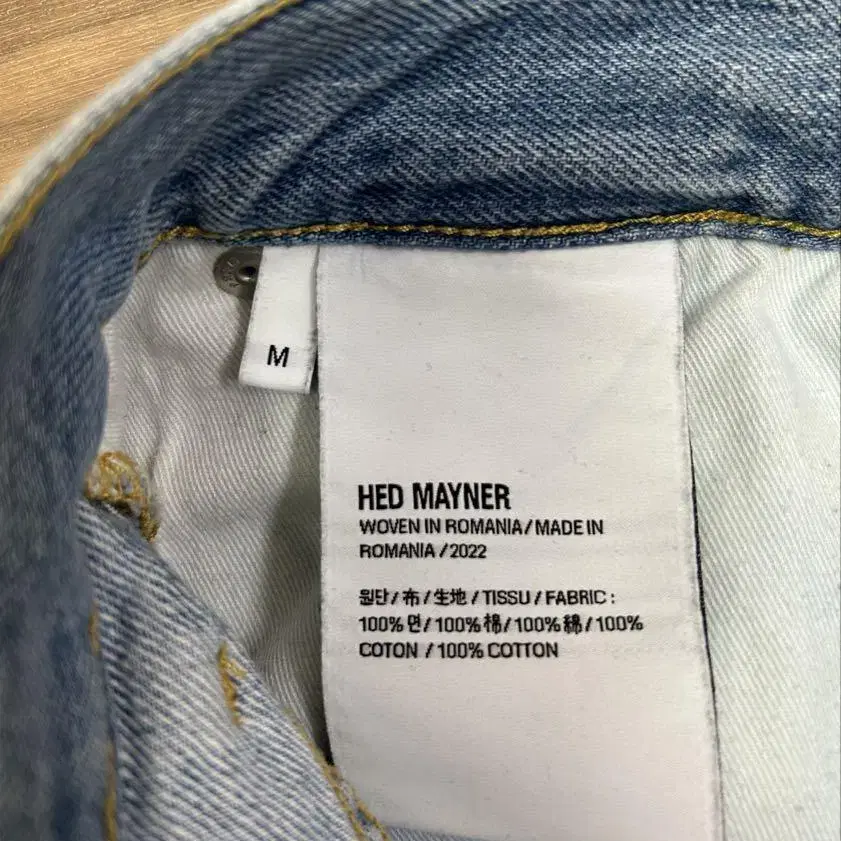 M
HED MAYNER
WOVEN IN ROMANIA/MADE IN
ROMANIA/2022
원단/布/生地/TISSU/FABRIC:
100%면/100%棉/100%綿/100%
COTON /100% COTTON